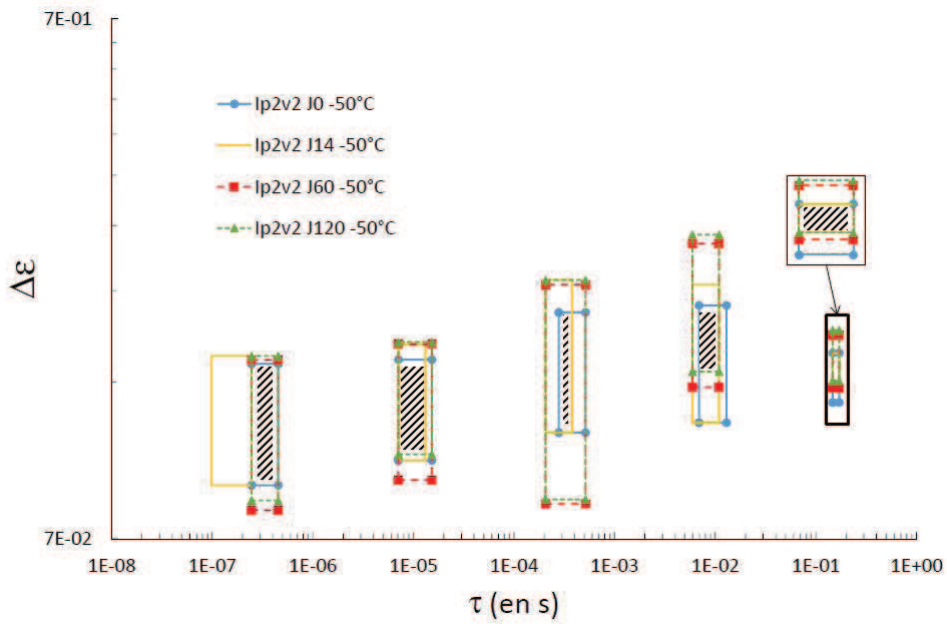 7E-01
Ip2v2 J0 -50°C
Ip2v2 J14 -50°C
Ip2v2 J60 -50°C
Ip2v2 J120 -50°C
Δε
7E-02
1E-08 1E-07 1E-06 1E-05 1E-04 1E-03 1E-02 1E-01 1E+00
τ (en s)